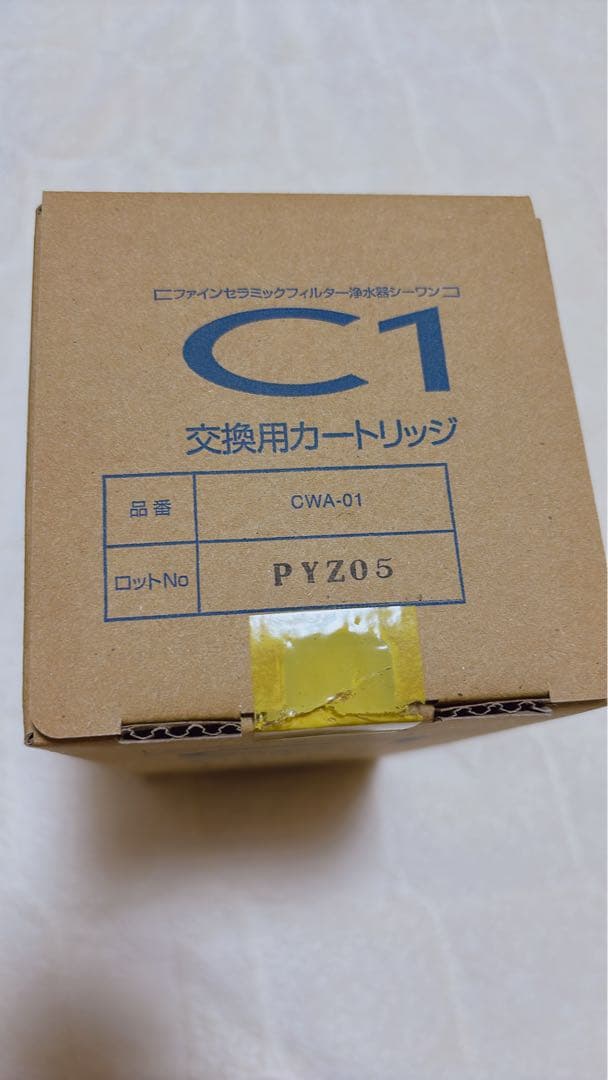 ファインセラミックフィルター浄水器シーワン
C1
交換用カートリッジ
品番 CWA-01
ロットNo PYZ05